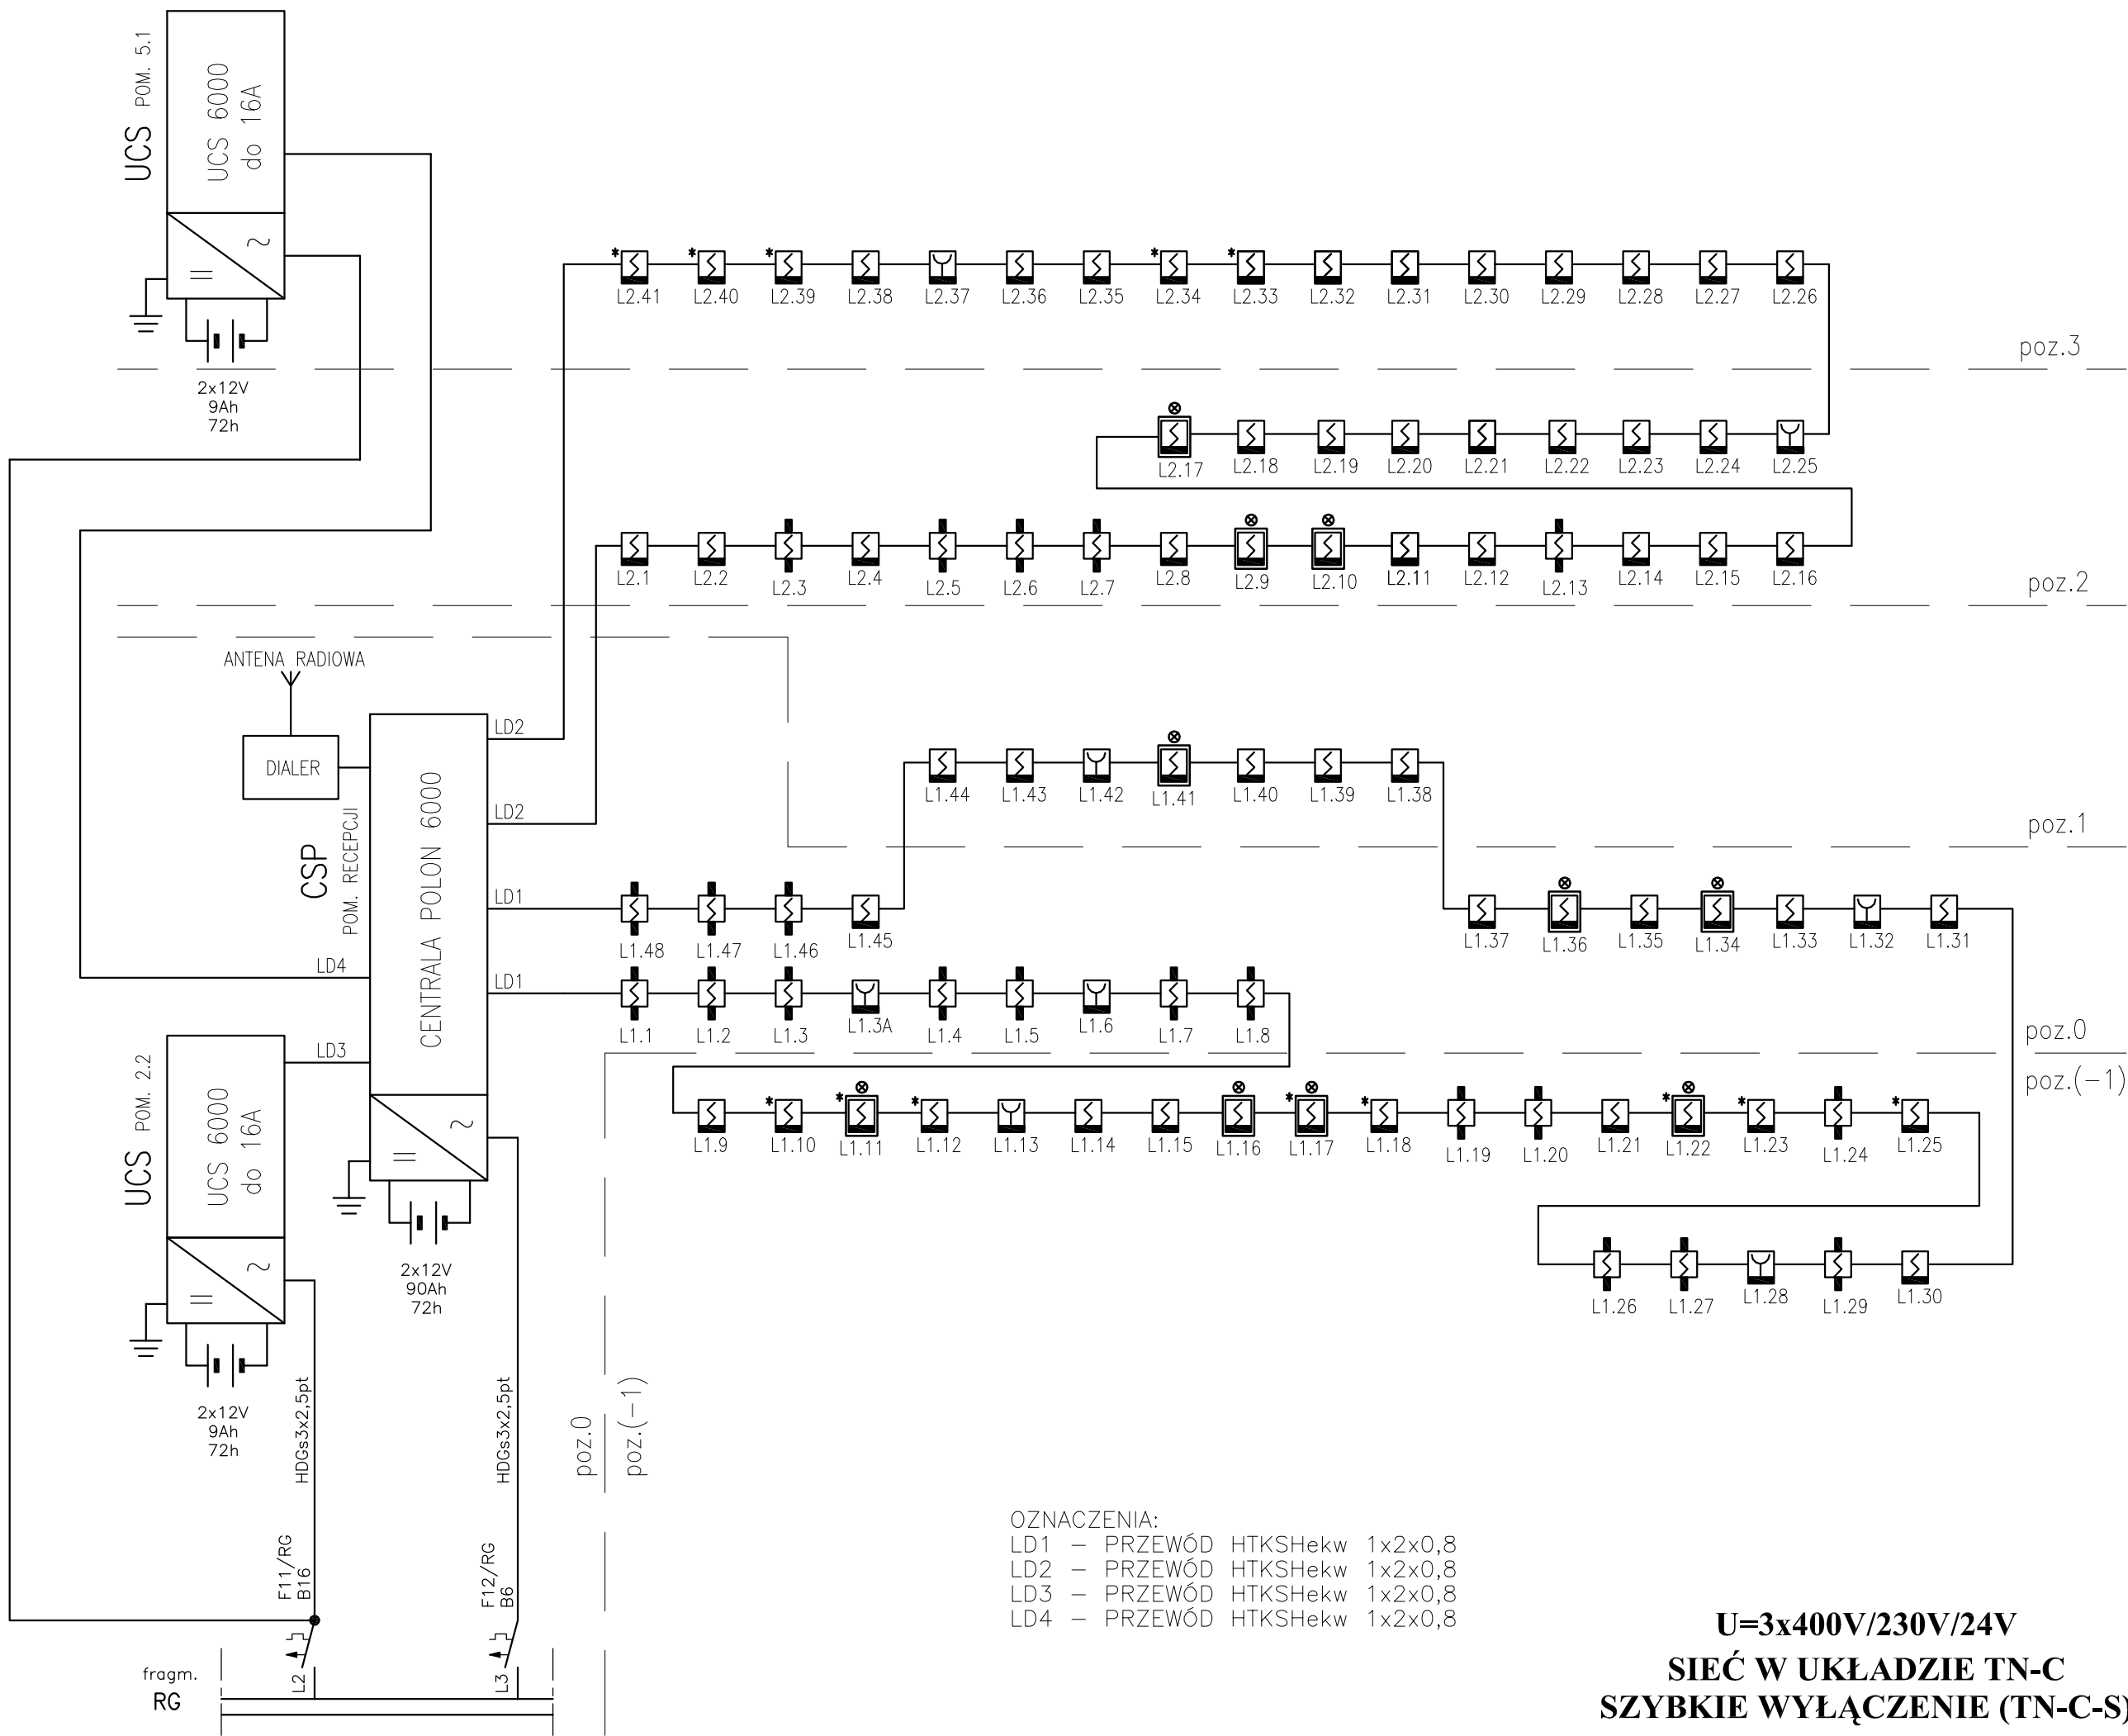 UCS POM. 5.1
UCS 6000
do 16A
2x12V
9Ah
72h
L2.41 L2.40 L2.39 L2.38 L2.37 L2.36 L2.35 L2.34 L2.33 L2.32 L2.31 L2.30 L2.29 L2.28 L2.27 L2.26
poz.3
L2.17 L2.18 L2.19 L2.20 L2.21 L2.22 L2.23 L2.24 L2.25
L2.1 L2.2 L2.3 L2.4 L2.5 L2.6 L2.7 L2.8 L2.9 L2.10 L2.11 L2.12 L2.13 L2.14 L2.15 L2.16
poz.2
ANTENA RADIOWA
DIALER
CSP
POM. RECEPCJI
CENTRALA POLON 6000
LD2
LD2
LD1
LD1
LD4
LD3
L1.44 L1.43 L1.42 L1.41 L1.40 L1.39 L1.38
poz.1
L1.48 L1.47 L1.46 L1.45
L1.37 L1.36 L1.35 L1.34 L1.33 L1.32 L1.31
L1.1 L1.2 L1.3 L1.3A L1.4 L1.5 L1.6 L1.7 L1.8
poz.0
poz.(-1)
L1.9 L1.10 L1.11 L1.12 L1.13 L1.14 L1.15 L1.16 L1.17 L1.18 L1.19 L1.20 L1.21 L1.22 L1.23 L1.24 L1.25
L1.26 L1.27 L1.28 L1.29 L1.30
UCS POM. 2.2
UCS 6000
do 16A
2x12V
9Ah
72h
2x12V
90Ah
72h
HDGs3x2,5pt
HDGs3x2,5pt
F11/RG
B16
F12/RG
B6
L2
L3
fragm.
RG
poz.0
poz.(-1)
OZNACZENIA:
LD1 – PRZEWÓD HTKSHekw 1x2x0,8
LD2 – PRZEWÓD HTKSHekw 1x2x0,8
LD3 – PRZEWÓD HTKSHekw 1x2x0,8
LD4 – PRZEWÓD HTKSHekw 1x2x0,8
U=3x400V/230V/24V
SIEĆ W UKŁADZIE TN-C
SZYBKIE WYŁĄCZENIE (TN-C-S)